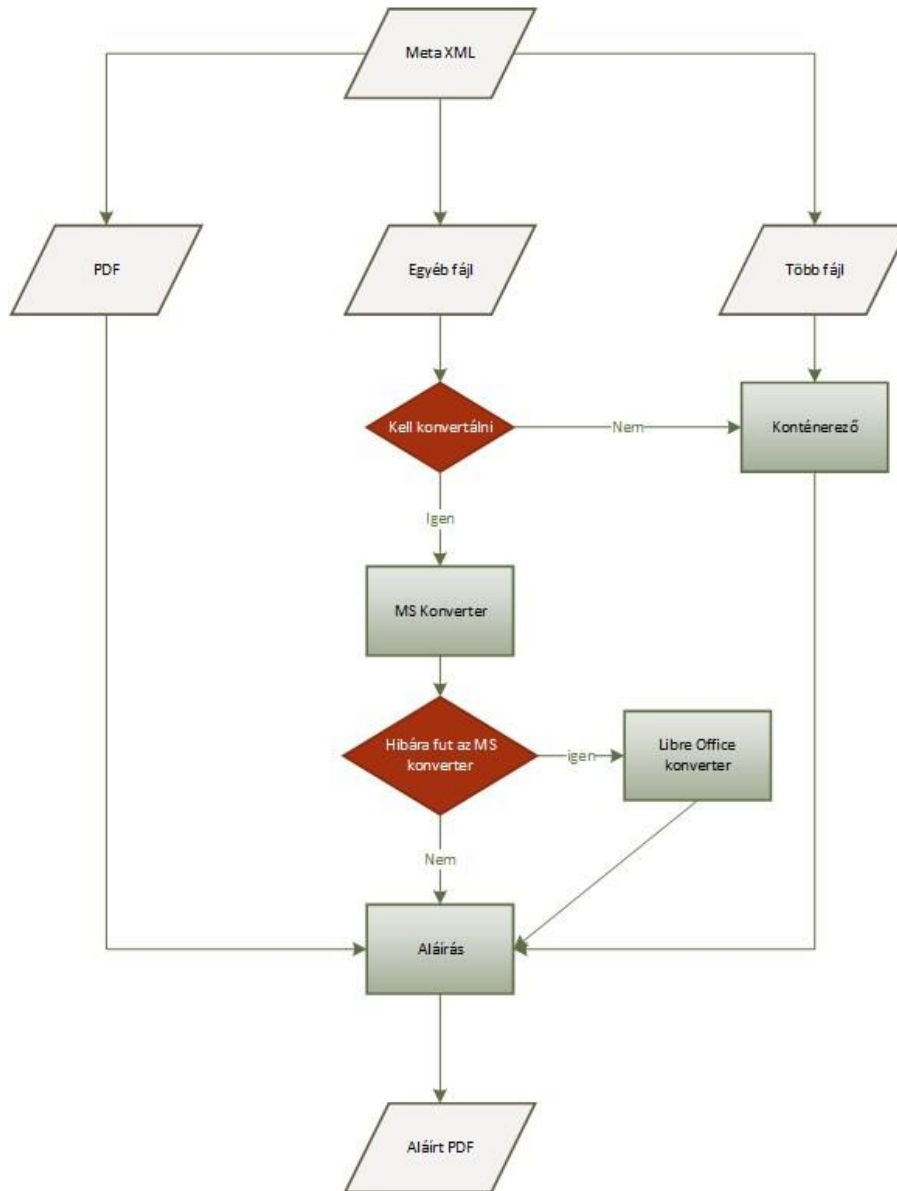 Meta XML
PDF
Egyéb fájl
Több fájl
Kell konvertálni
Nem
Konténerező
Igen
MS Konverter
Hibára fut az MS
konverter
igen
Libre Office
konverter
Nem
Aláírás
Aláírt PDF